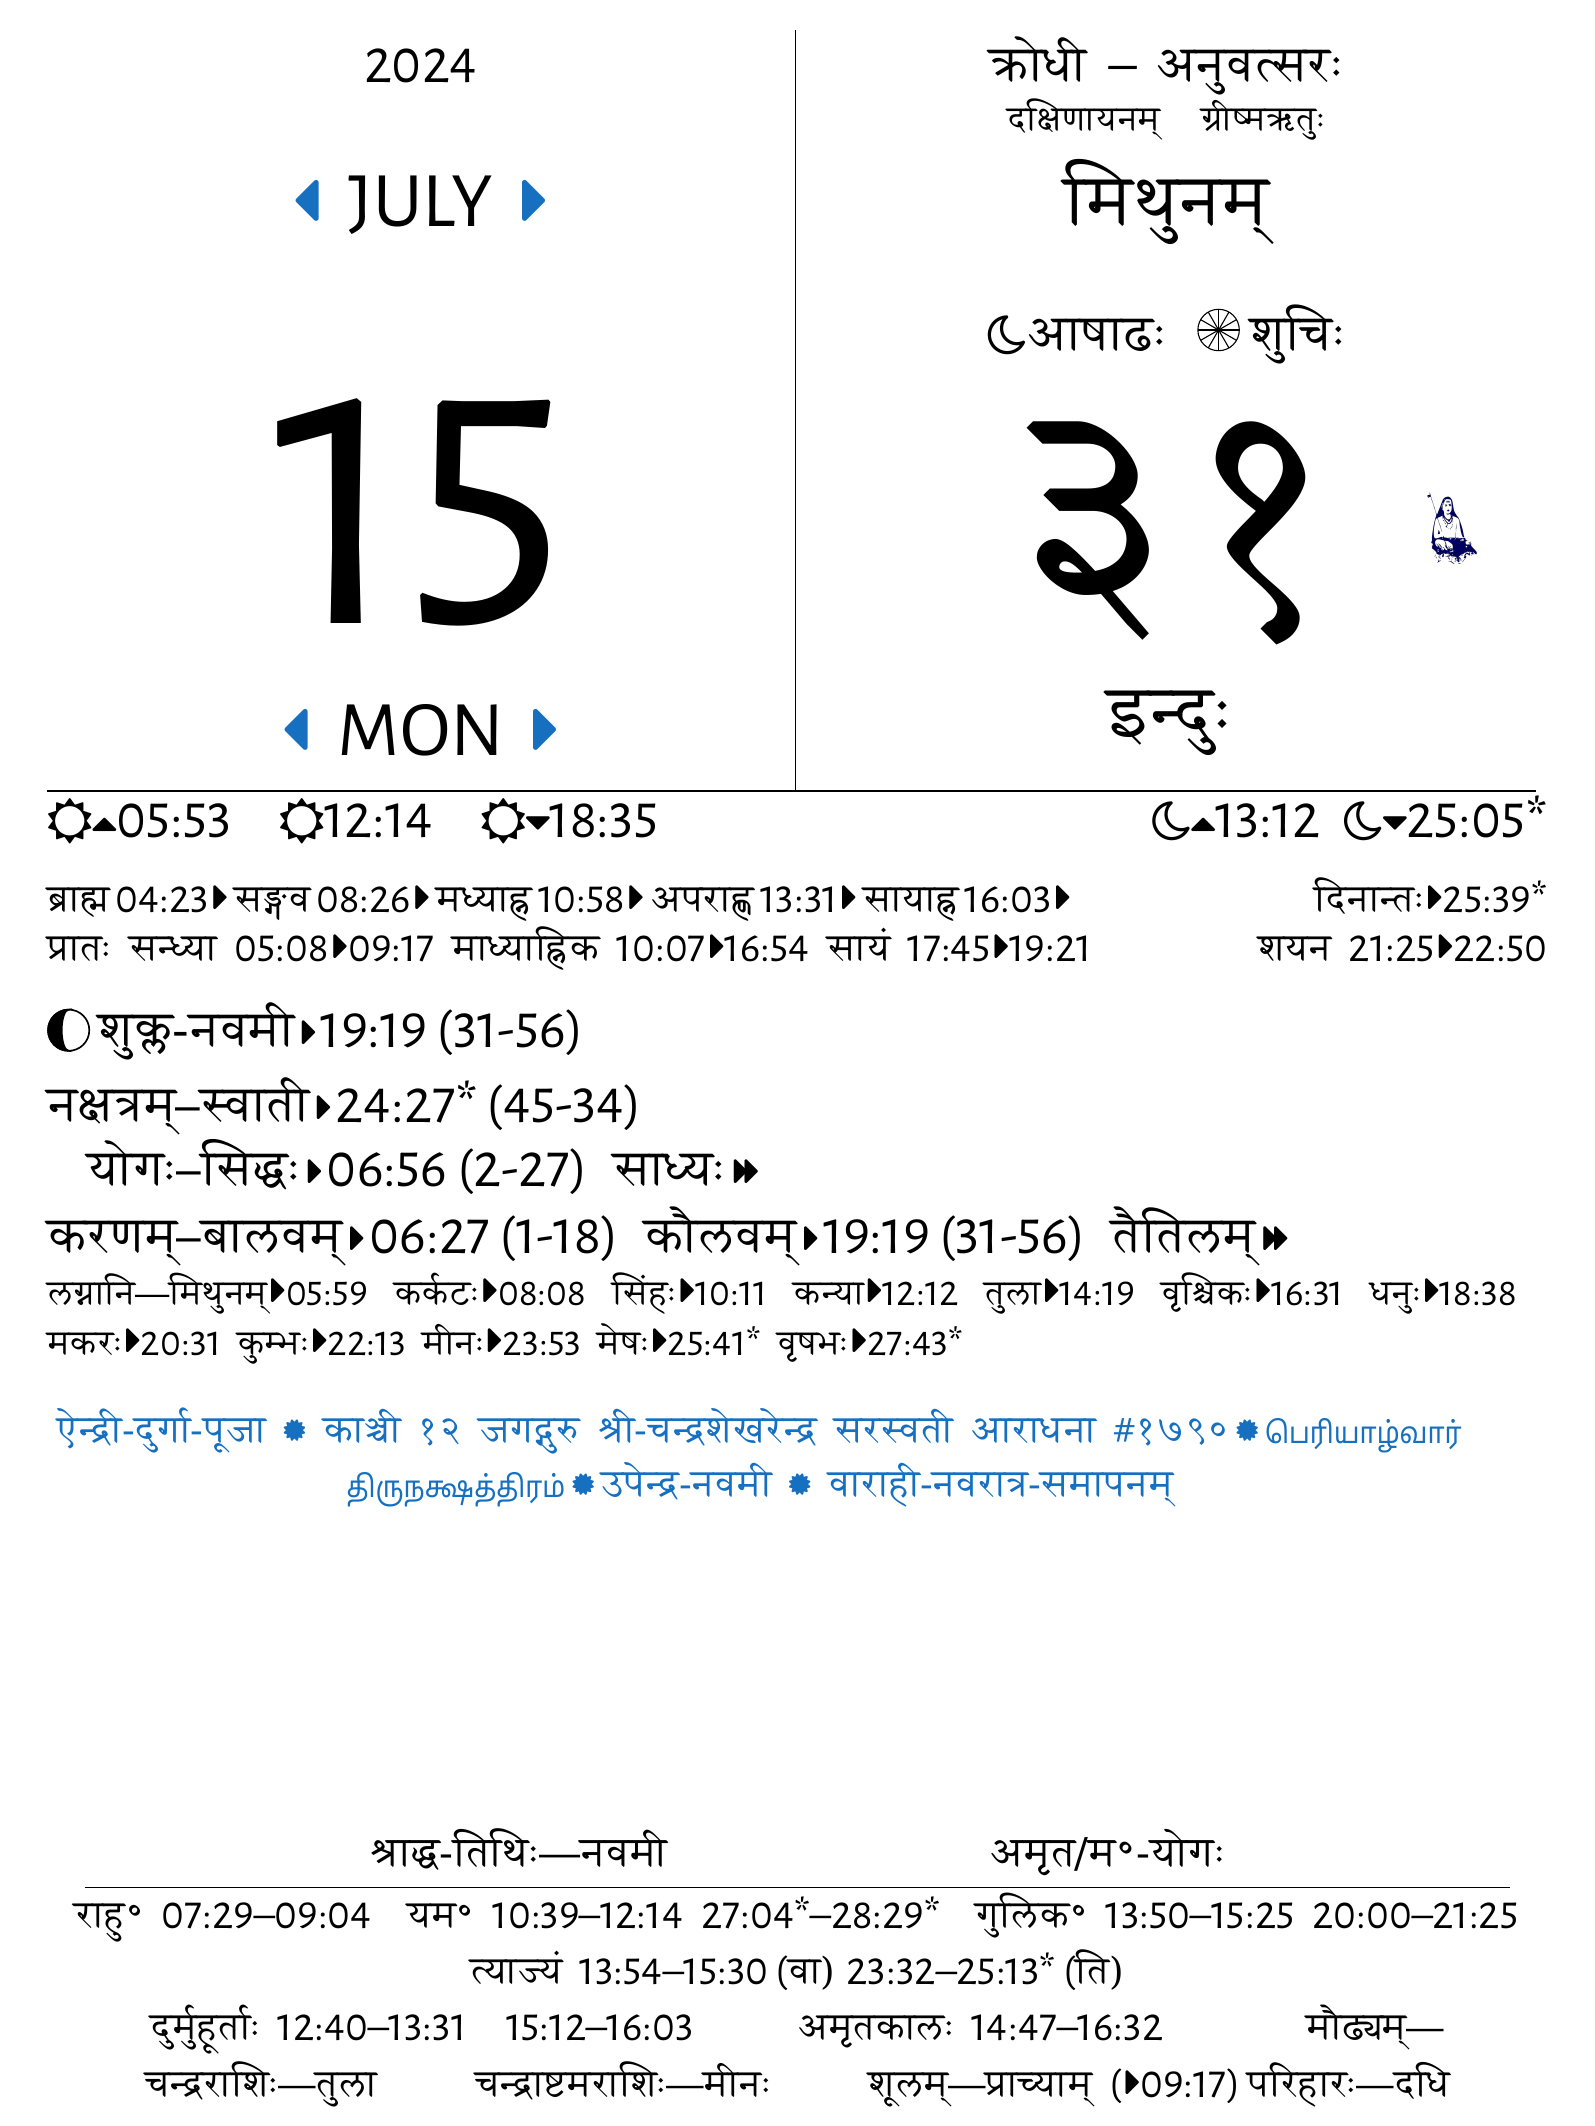 2024
JULY
15
MON
क्रोधी – अनुवत्सरः
दक्षिणायनम् ग्रीष्मऋतुः
मिथुनम्
आषाढः शुचिः
३१
इन्दुः
05:53 12:14 18:35 13:12 25:05*
ब्राह्म 04:23 सङ्गव 08:26 मध्याह्न 10:58 अपराह्ण 13:31 सायाह्न 16:03 दिनान्तः 25:39*
प्रातः सन्ध्या 05:08 09:17 माध्याह्निक 10:07 16:54 सायं 17:45 19:21 शयन 21:25 22:50
शुक्ल-नवमी 19:19 (31-56)
नक्षत्रम्–स्वाती 24:27* (45-34)
योगः–सिद्धः 06:56 (2-27) साध्यः
करणम्–बालवम् 06:27 (1-18) कौलवम् 19:19 (31-56) तैतिलम्
लग्नानि—मिथुनम् 05:59 कर्कटः 08:08 सिंहः 10:11 कन्या 12:12 तुला 14:19 वृश्चिकः 16:31 धनुः 18:38
मकरः 20:31 कुम्भः 22:13 मीनः 23:53 मेषः 25:41* वृषभः 27:43*
ऐन्द्री-दुर्गा-पूजा ✹ काञ्ची १२ जगद्गुरु श्री-चन्द्रशेखरेन्द्र सरस्वती आराधना #१७९० ✹ பெரியாழ்வார்
திருநக்ஷத்திரம் ✹ उपेन्द्र-नवमी ✹ वाराही-नवरात्र-समापनम्
श्राद्ध-तिथिः—नवमी अमृत/म॰-योगः
राहु॰ 07:29–09:04 यम॰ 10:39–12:14 27:04*–28:29* गुलिक॰ 13:50–15:25 20:00–21:25
त्याज्यं 13:54–15:30 (वा) 23:32–25:13* (ति)
दुर्मुहूर्ताः 12:40–13:31 15:12–16:03 अमृतकालः 14:47–16:32 मौढ्यम्—
चन्द्रराशिः—तुला चन्द्राष्टमराशिः—मीनः शूलम्—प्राच्याम् (09:17) परिहारः—दधि